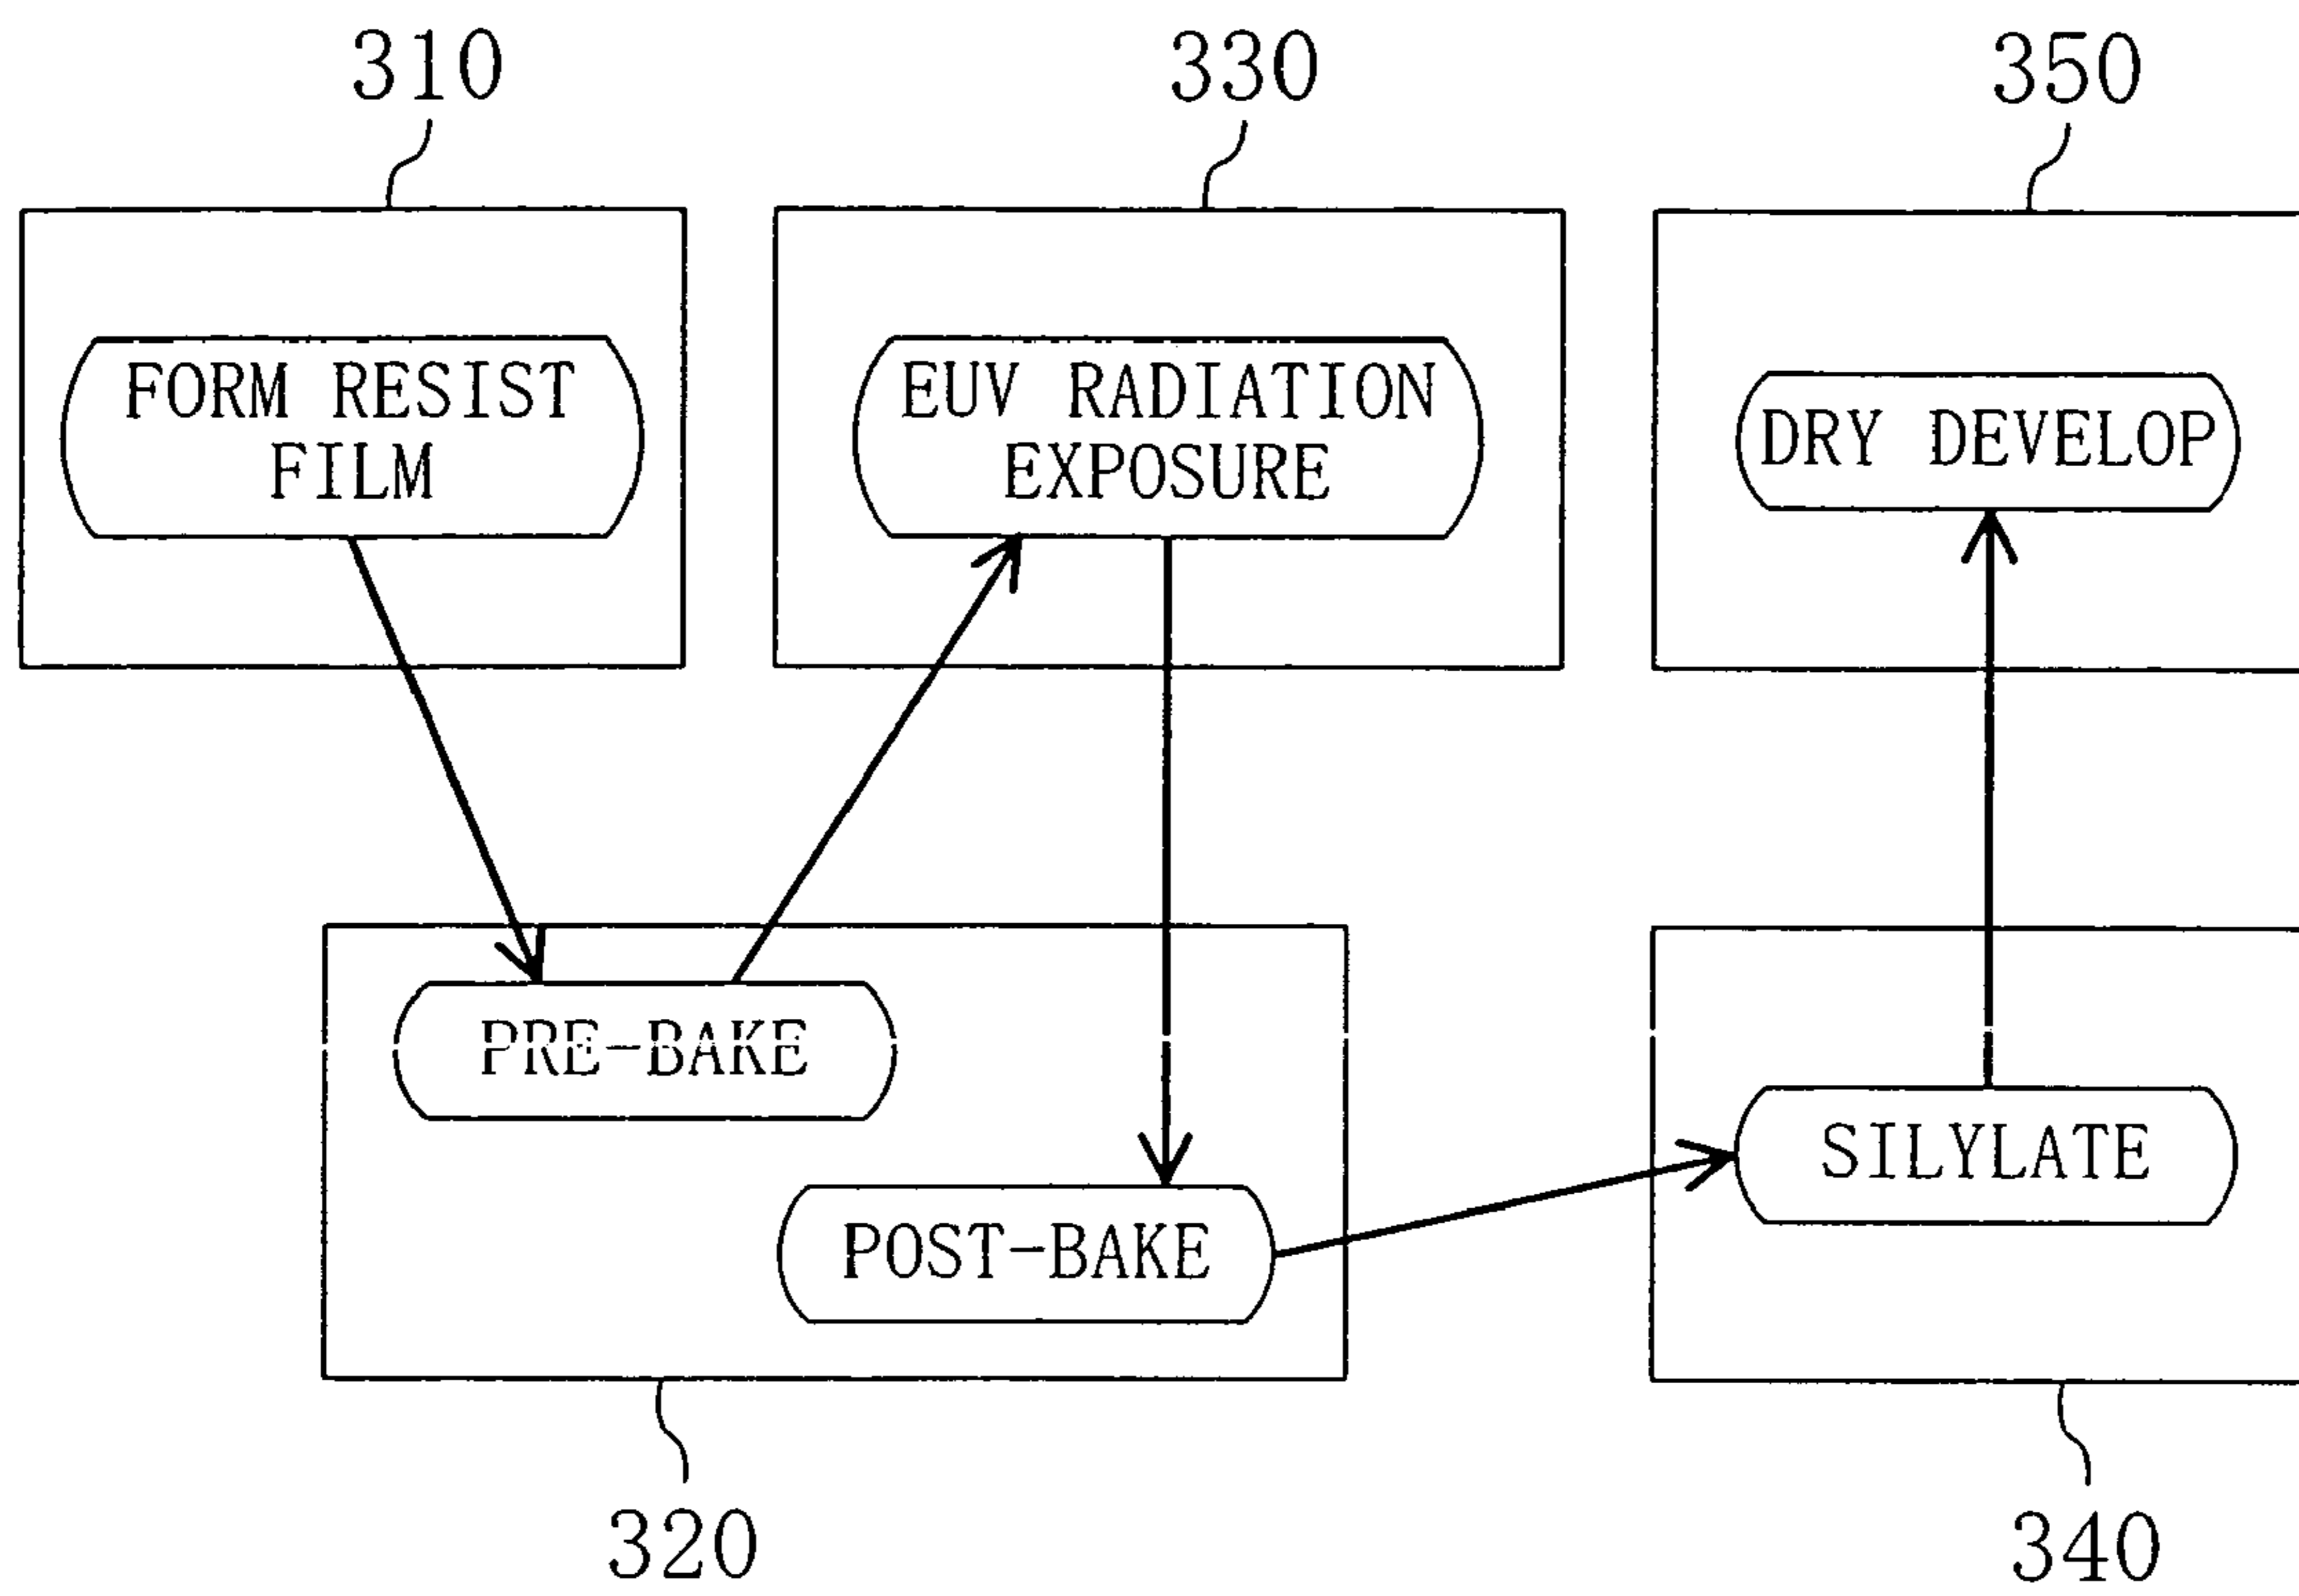 310
330
350
FORM RESIST
FILM
EUV RADIATION
EXPOSURE
DRY DEVELOP
PRE-BAKE
POST-BAKE
SILYLATE
320
340